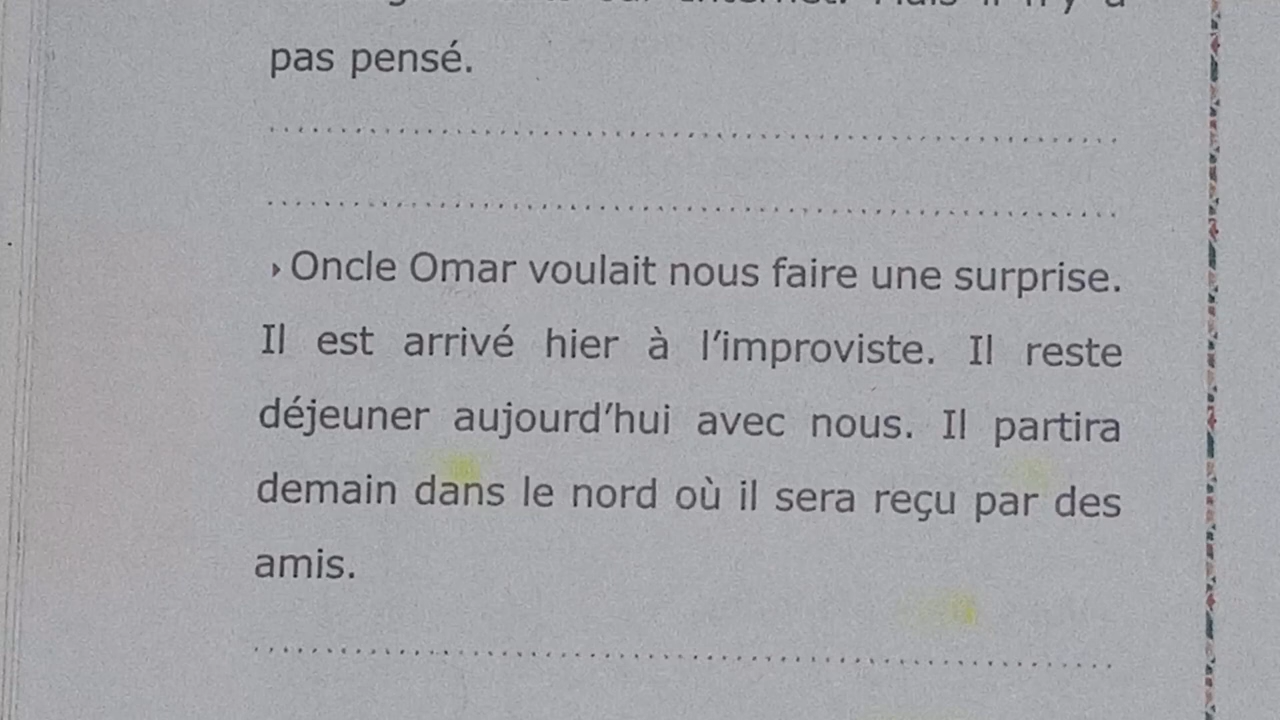 pas pensé.
› Oncle Omar voulait nous faire une surprise.
Il est arrivé hier à l'improviste. Il reste
déjeuner aujourd'hui avec nous. Il partira
demain dans le nord où il sera reçu par des
amis.